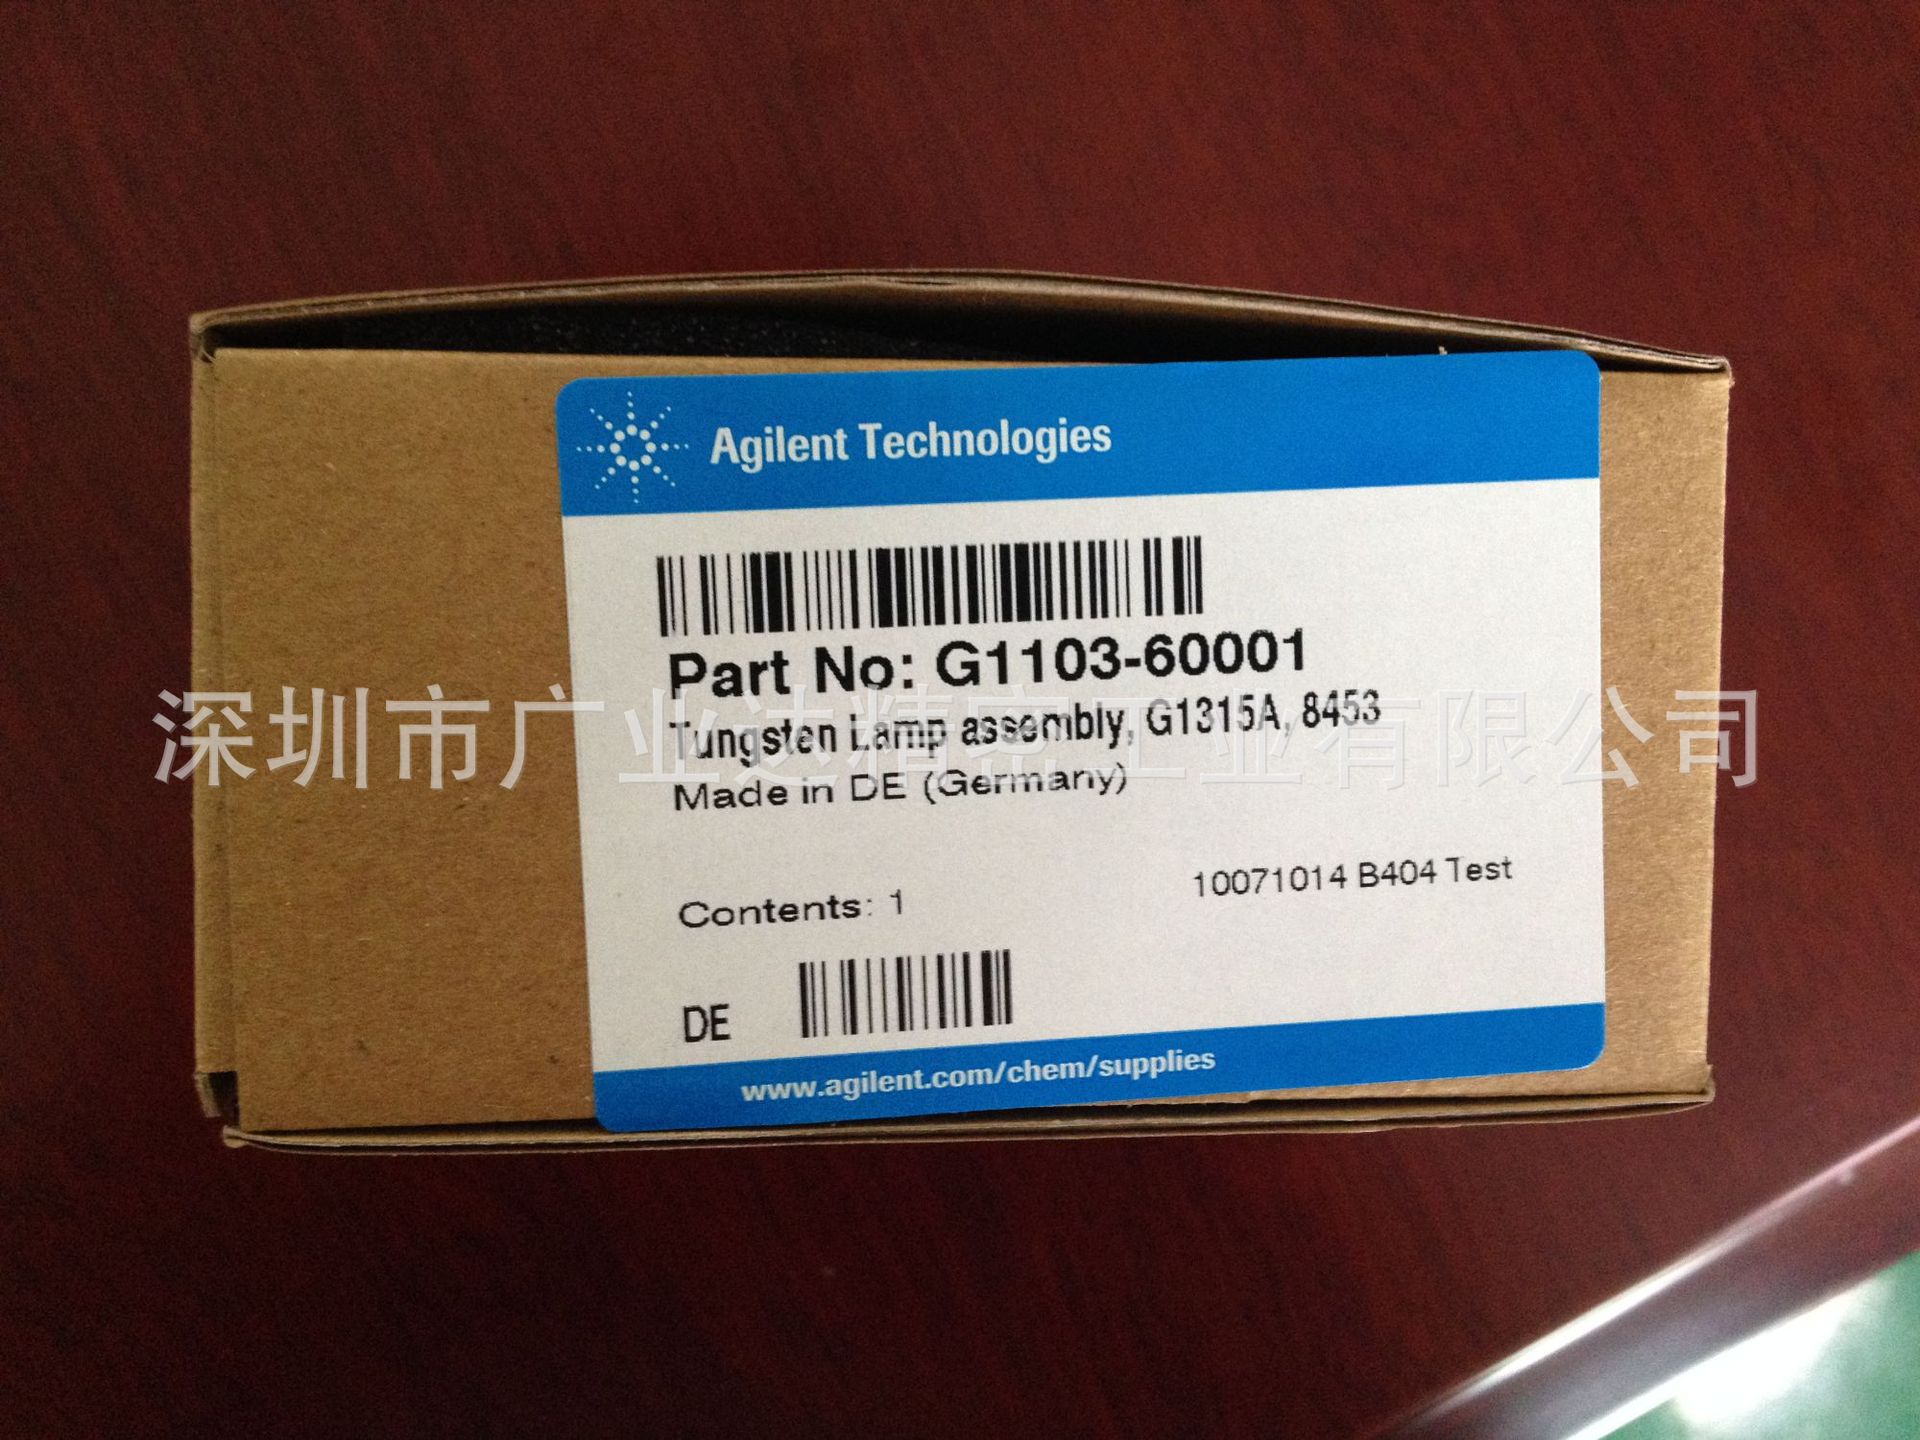 Agilent Technologies
Part No: G1103-60001
Tungsten Lamp assembly, G1315A, 8453
深圳市广业达精密工业有限公司
Made in DE (Germany)
Contents: 1
10071014 B404 Test
DE
www.agilent.com/chem/supplies